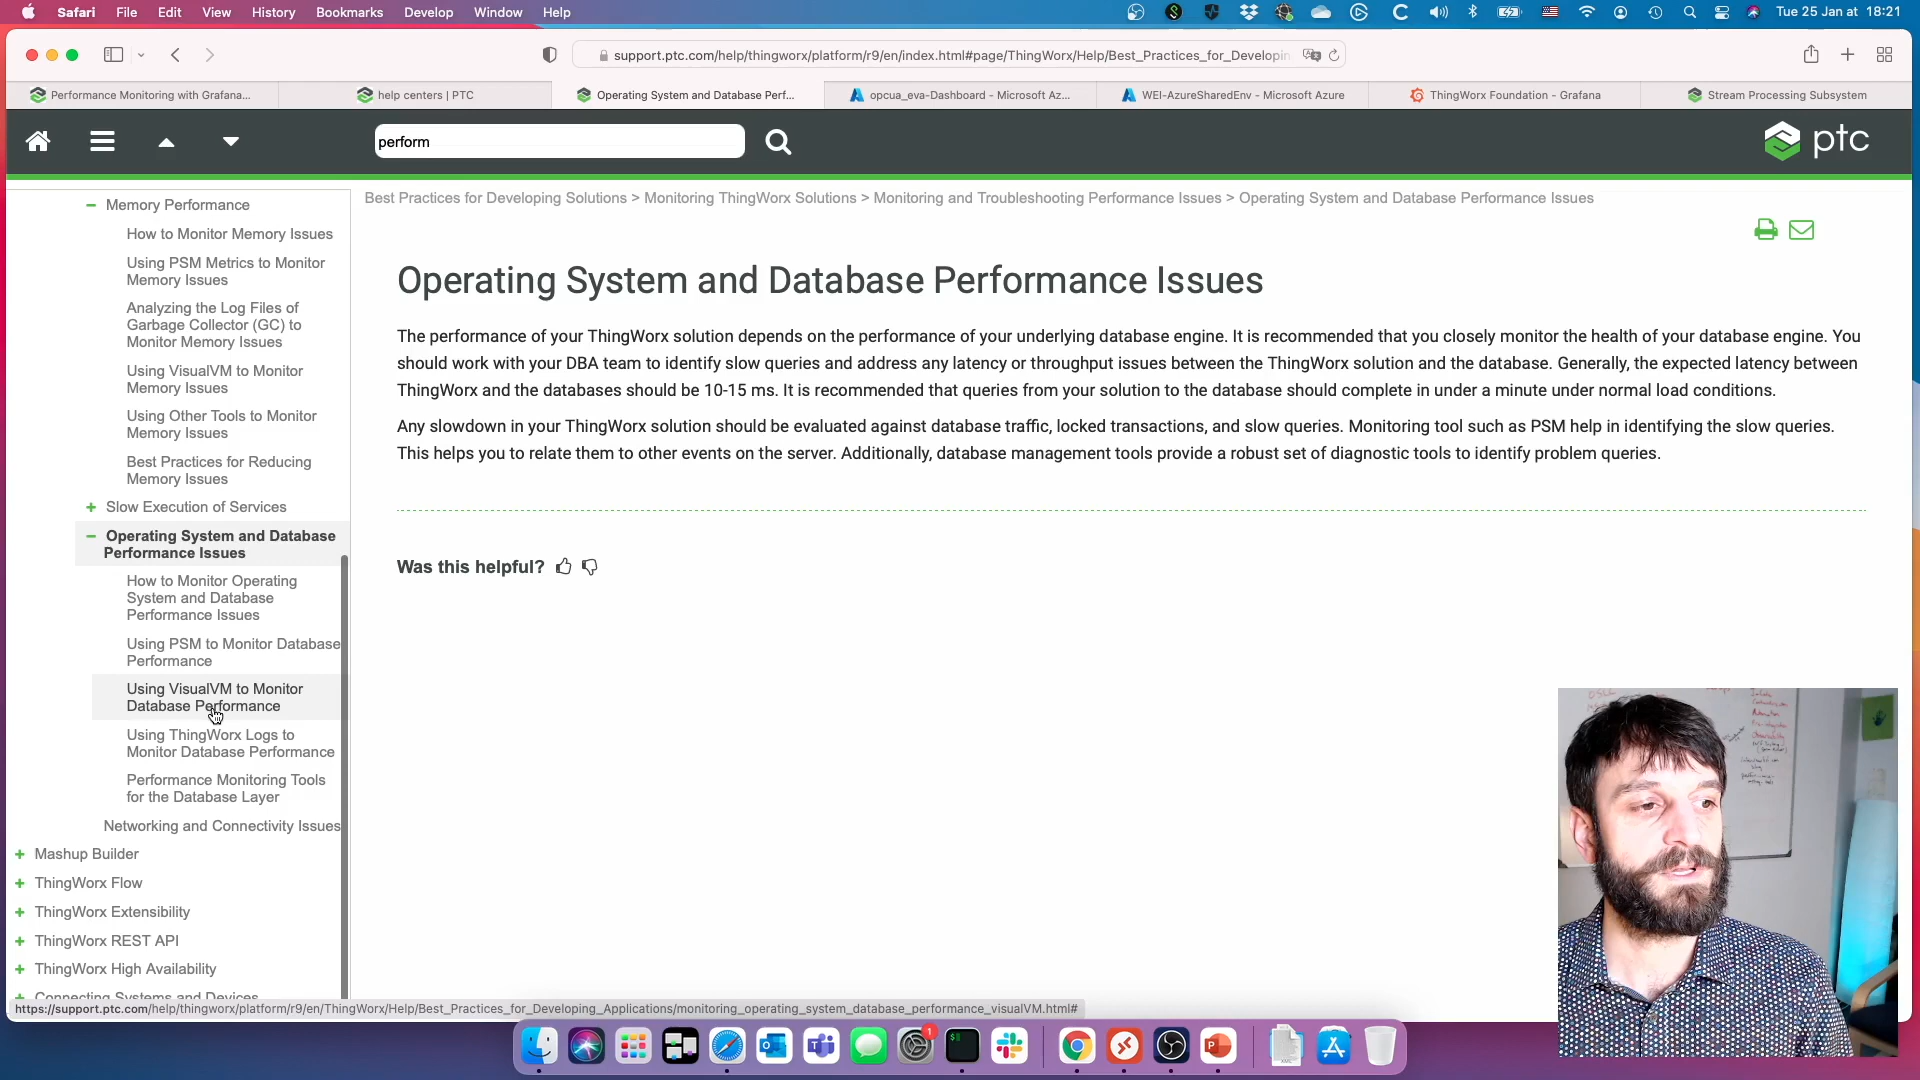 Safari File Edit View History Bookmarks Develop Window Help
Tue 25 Jan at 18:21
support.ptc.com/help/thingworx/platform/r9/en/index.html#page/ThingWorx/Help/Best_Practices_for_Developin
Performance Monitoring with Grafana...
help centers | PTC
Operating System and Database Perf...
opcua_eva-Dashboard - Microsoft Az...
WEI-AzureSharedEnv - Microsoft Azure
ThingWorx Foundation - Grafana
Stream Processing Subsystem
perform
ptc
Memory Performance
How to Monitor Memory Issues
Using PSM Metrics to Monitor
Memory Issues
Analyzing the Log Files of
Garbage Collector (GC) to
Monitor Memory Issues
Using VisualVM to Monitor
Memory Issues
Using Other Tools to Monitor
Memory Issues
Best Practices for Reducing
Memory Issues
Slow Execution of Services
Operating System and Database
Performance Issues
How to Monitor Operating
System and Database
Performance Issues
Using PSM to Monitor Database
Performance
Using VisualVM to Monitor
Database Performance
Using ThingWorx Logs to
Monitor Database Performance
Performance Monitoring Tools
for the Database Layer
Networking and Connectivity Issues
Mashup Builder
ThingWorx Flow
ThingWorx Extensibility
ThingWorx REST API
ThingWorx High Availability
Connecting Systems and Devices
Best Practices for Developing Solutions > Monitoring ThingWorx Solutions > Monitoring and Troubleshooting Performance Issues > Operating System and Database Performance Issues
Operating System and Database Performance Issues
The performance of your ThingWorx solution depends on the performance of your underlying database engine. It is recommended that you closely monitor the health of your database engine. You
should work with your DBA team to identify slow queries and address any latency or throughput issues between the ThingWorx solution and the database. Generally, the expected latency between
ThingWorx and the databases should be 10-15 ms. It is recommended that queries from your solution to the database should complete in under a minute under normal load conditions.
Any slowdown in your ThingWorx solution should be evaluated against database traffic, locked transactions, and slow queries. Monitoring tool such as PSM help in identifying the slow queries.
This helps you to relate them to other events on the server. Additionally, database management tools provide a robust set of diagnostic tools to identify problem queries.
Was this helpful?
https://support.ptc.com/help/thingworx/platform/r9/en/ThingWorx/Help/Best_Practices_for_Developing_Applications/monitoring_operating_system_database_performance_visualVM.html#
1